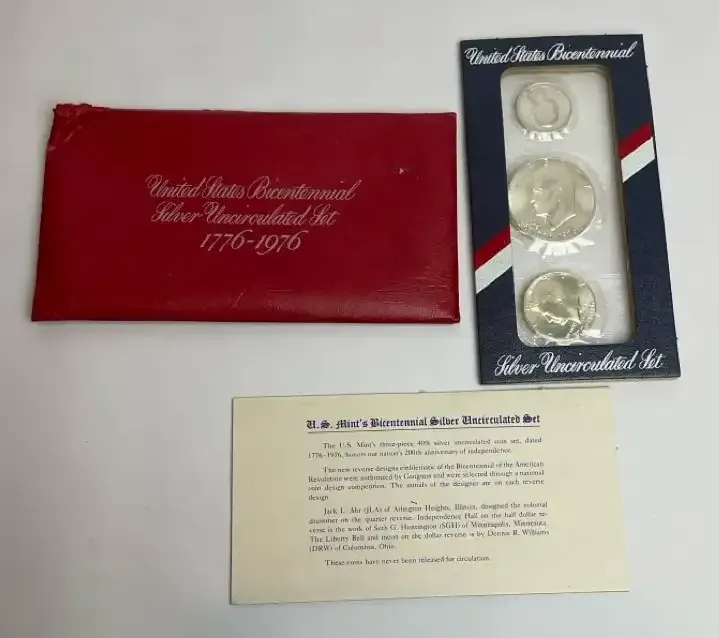 United States Bicentennial
Silver Uncirculated Set
1776-1976
United States Bicentennial
Silver Uncirculated Set
U.S. Mint's Bicentennial Silver Uncirculated Set
The U.S. Mint's three-piece 40% silver uncirculated coin set, dated
1776-1976, honors our nation's 200th anniversary of independence.
The new reverse designs emblematic of the Bicentennial of the American
Revolution were authorized by Congress and were selected through a national
coin design competition. The initials of the designer are on each reverse
design.
Jack L. Ahr (JLA) of Arlington Heights, Illinois, designed the colonial
drummer on the quarter reverse. Independence Hall on the half dollar re-
verse is the work of Seth G. Huntington (SGH) of Minneapolis, Minnesota.
The Liberty Bell and moon on the dollar reverse is by Dennis R. Williams
(DRW) of Columbus, Ohio.
These coins have never been released for circulation.